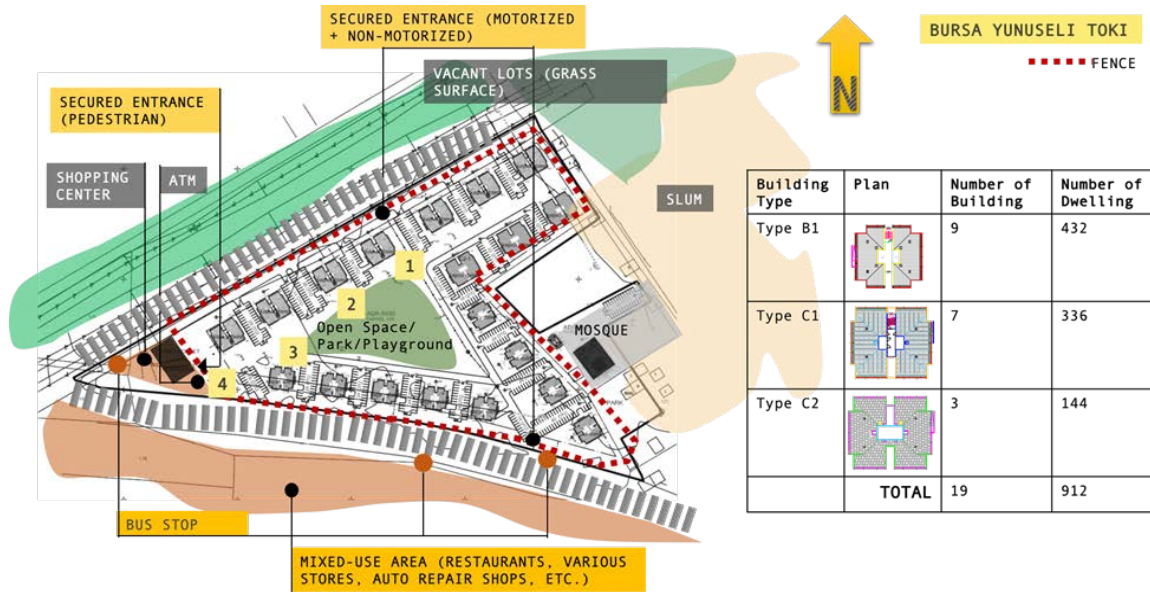 SECURED ENTRANCE (MOTORIZED
+ NON-MOTORIZED)
BURSA YUNUSELI TOKI
FENCE
N
VACANT LOTS (GRASS
SURFACE)
SECURED ENTRANCE
(PEDESTRIAN)
SHOPPING
CENTER
ATM
SLUM
1
2
Open Space/
Park/Playground
3
4
MOSQUE
BUS STOP
MIXED-USE AREA (RESTAURANTS, VARIOUS
STORES, AUTO REPAIR SHOPS, ETC.)
Building Type Plan Number of Building Number of Dwelling
Type B1 9 432
Type C1 7 336
Type C2 3 144
TOTAL 19 912